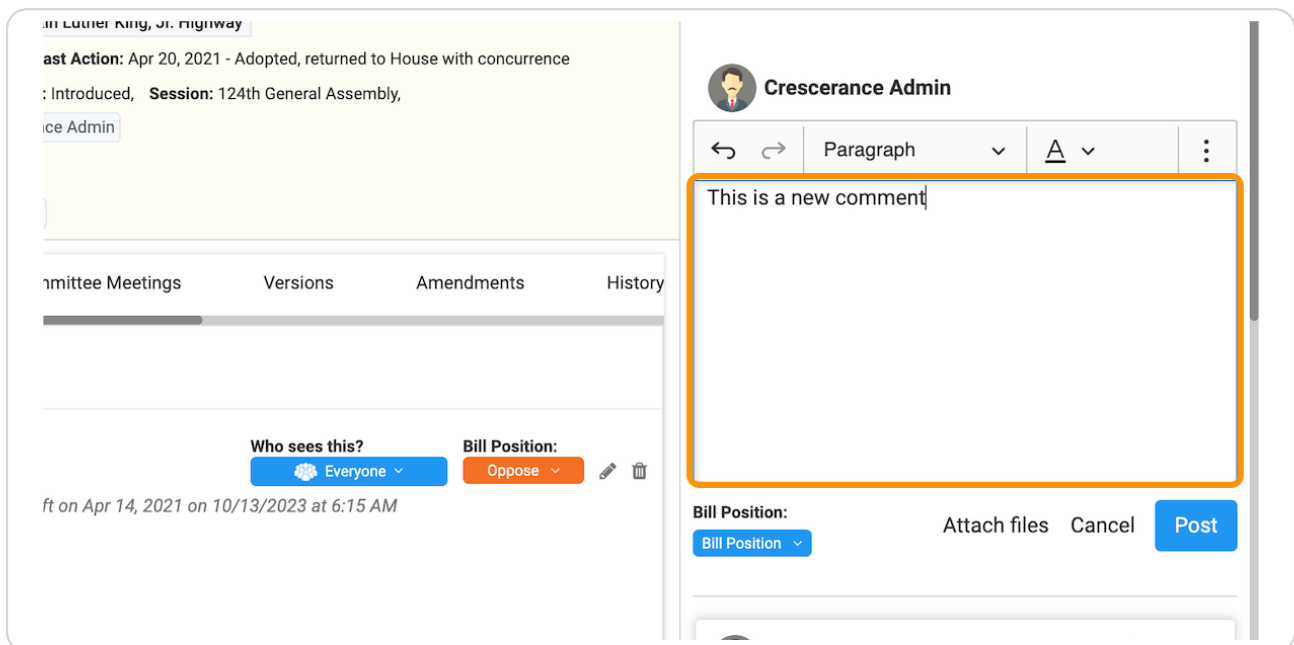 in Luther King, Jr. Highway
ast Action: Apr 20, 2021 - Adopted, returned to House with concurrence
: Introduced, Session: 124th General Assembly,
ce Admin
mmittee Meetings Versions Amendments History
Who sees this? Bill Position:
Everyone Oppose
ft on Apr 14, 2021 on 10/13/2023 at 6:15 AM
Crescerance Admin
Paragraph A
This is a new comment
Bill Position:
Bill Position Attach files Cancel Post